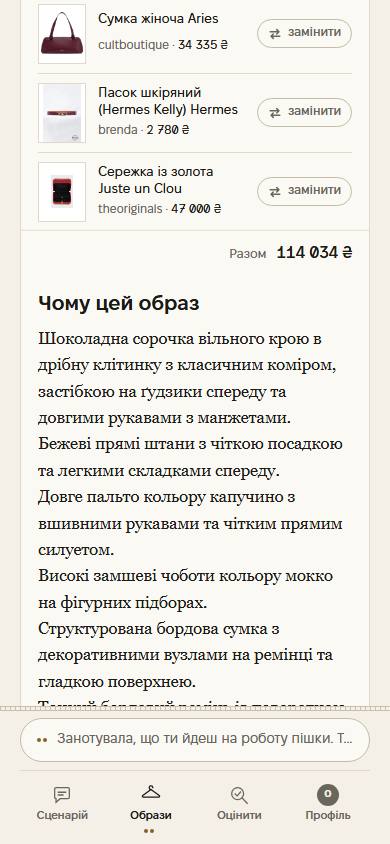 Сумка жіноча Aries
cultboutique · 34 335 ₴
замінити
Пасок шкіряний
(Hermes Kelly) Hermes
brenda · 2 780 ₴
замінити
Сережка із золота
Juste un Clou
theoriginals · 47 000 ₴
замінити
Разом 114 034 ₴
Чому цей образ
Шоколадна сорочка вільного крою в
дрібну клітинку з класичним коміром,
застібкою на ґудзики спереду та
довгими рукавами з манжетами.
Бежеві прямі штани з чіткою посадкою
та легкими складками спереду.
Довге пальто кольору капучино з
вшивними рукавами та чітким прямим
силуетом.
Високі замшеві чоботи кольору мокко
на фігурних підборах.
Структурована бордова сумка з
декоративними вузлами на ремінці та
гладкою поверхнею.
Занотувала, що ти йдеш на роботу пішки. Т...
Сценарій
Образи
Оцінити
О
Профіль